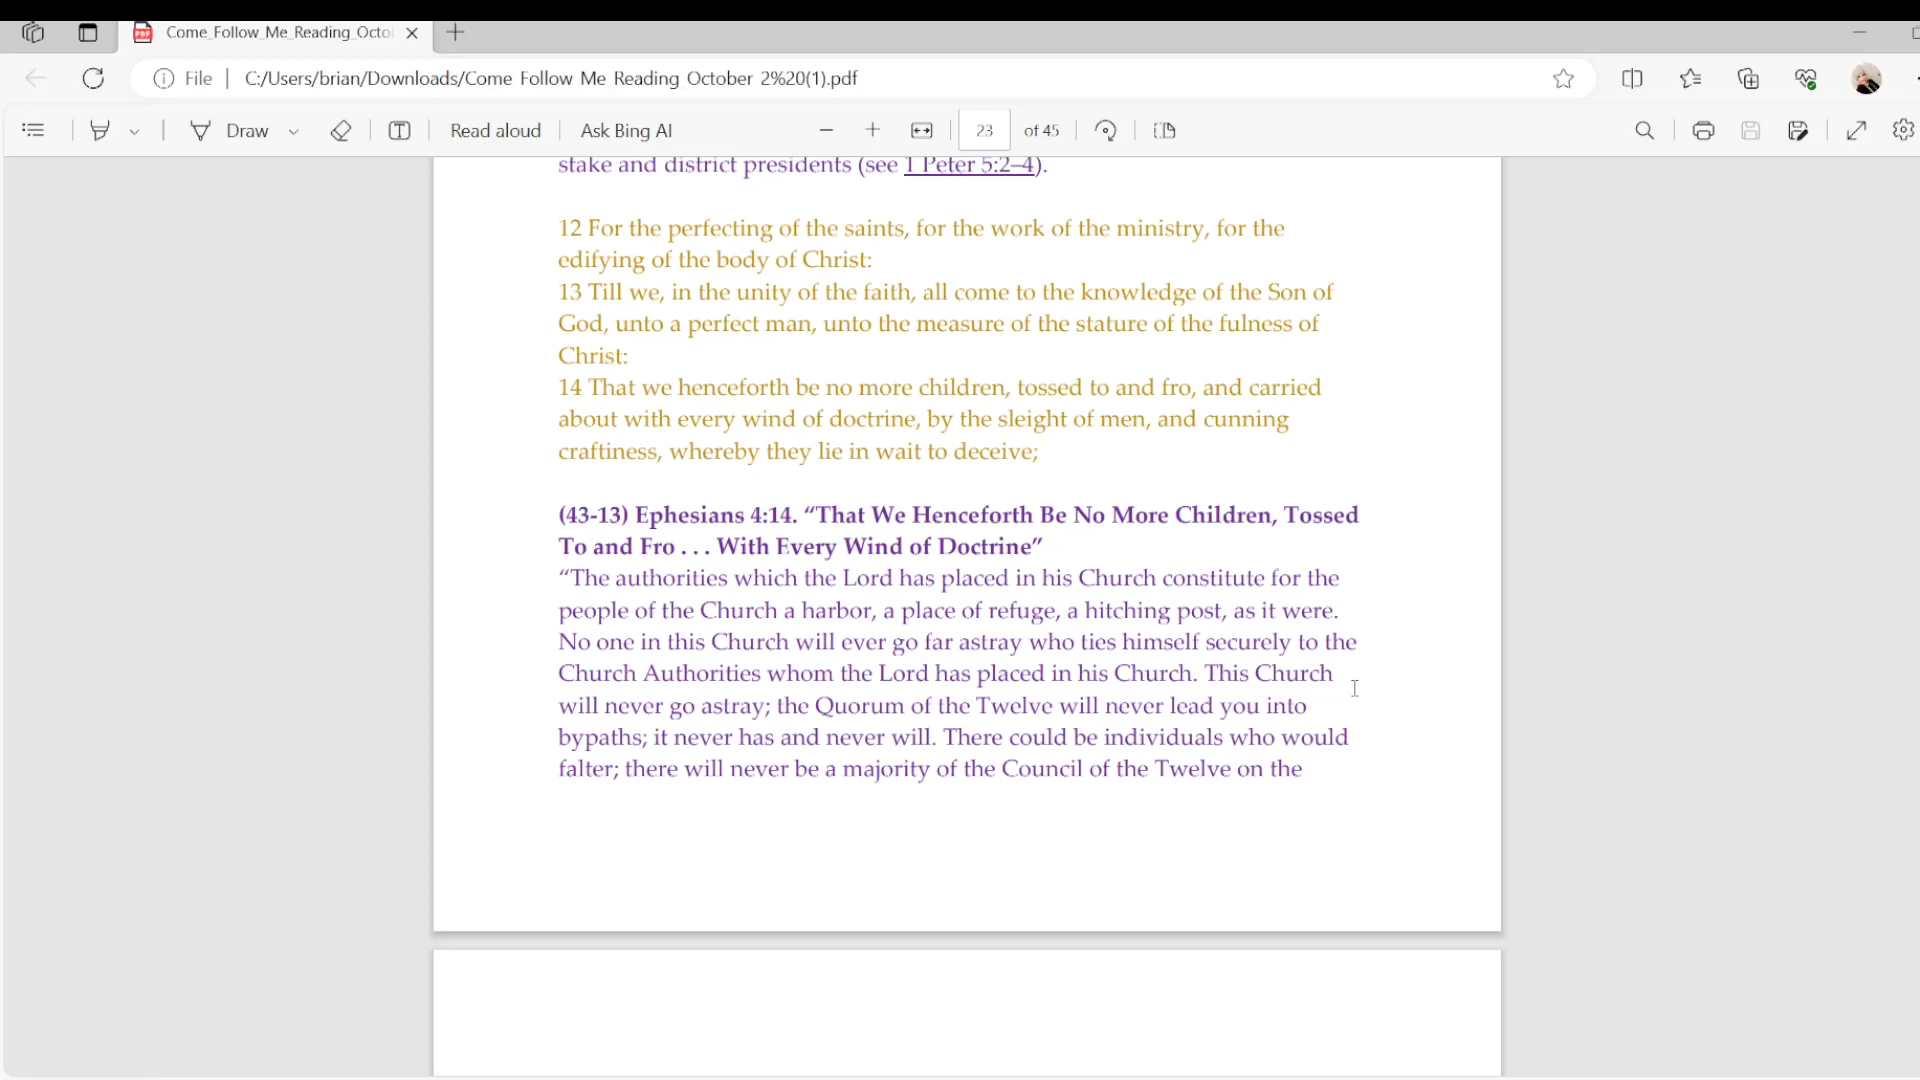 Come_Follow_Me_Reading_Octo
File | C:/Users/brian/Downloads/Come Follow Me Reading October 2%20(1).pdf
Draw Read aloud Ask Bing AI 23 of 45
stake and district presidents (see 1 Peter 5:2–4).
12 For the perfecting of the saints, for the work of the ministry, for the
edifying of the body of Christ:
13 Till we, in the unity of the faith, all come to the knowledge of the Son of
God, unto a perfect man, unto the measure of the stature of the fulness of
Christ:
14 That we henceforth be no more children, tossed to and fro, and carried
about with every wind of doctrine, by the sleight of men, and cunning
craftiness, whereby they lie in wait to deceive;
(43-13) Ephesians 4:14. “That We Henceforth Be No More Children, Tossed
To and Fro . . . With Every Wind of Doctrine”
“The authorities which the Lord has placed in his Church constitute for the
people of the Church a harbor, a place of refuge, a hitching post, as it were.
No one in this Church will ever go far astray who ties himself securely to the
Church Authorities whom the Lord has placed in his Church. This Church
will never go astray; the Quorum of the Twelve will never lead you into
bypaths; it never has and never will. There could be individuals who would
falter; there will never be a majority of the Council of the Twelve on the